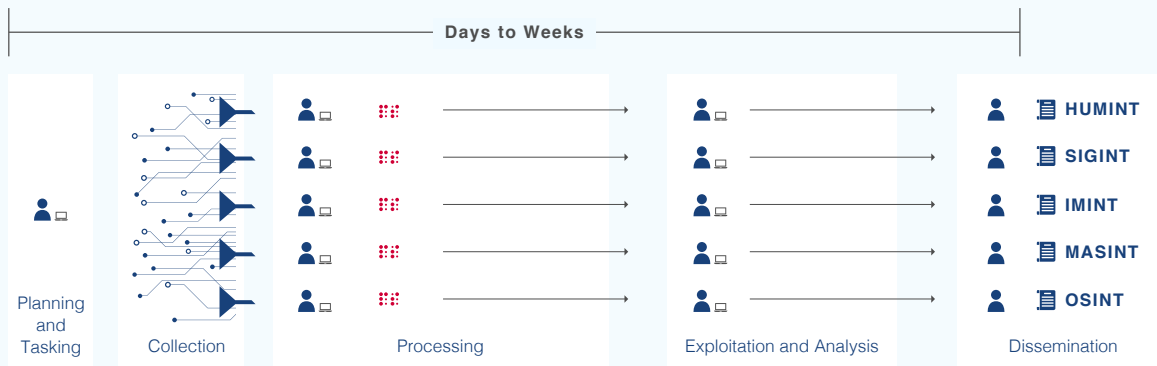 Days to Weeks
HUMINT
SIGINT
IMINT
MASINT
OSINT
Planning
and
Tasking
Collection
Processing
Exploitation and Analysis
Dissemination